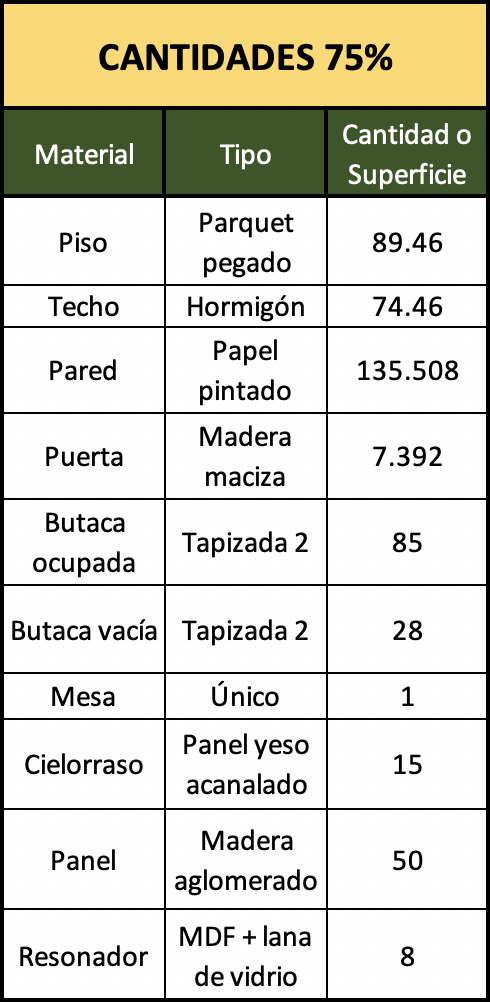 CANTIDADES 75%
Material Tipo Cantidad o Superficie
Piso Parquet pegado 89.46
Techo Hormigón 74.46
Pared Papel pintado 135.508
Puerta Madera maciza 7.392
Butaca ocupada Tapizada 2 85
Butaca vacía Tapizada 2 28
Mesa Único 1
Cielorraso Panel yeso acanalado 15
Panel Madera aglomerado 50
Resonador MDF + lana de vidrio 8